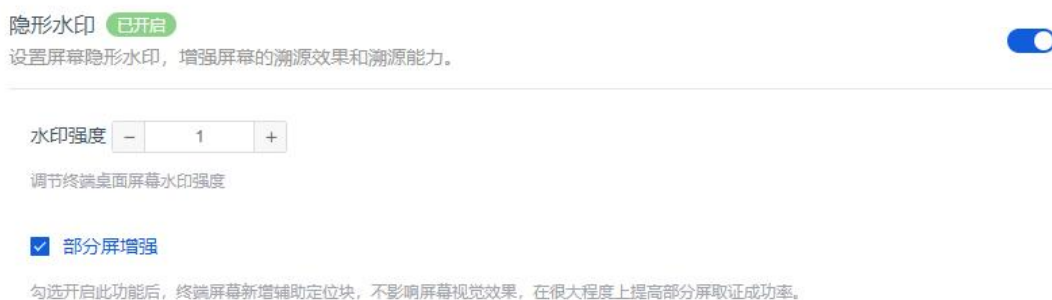 隐形水印 已开启
设置屏幕隐形水印，增强屏幕的溯源效果和溯源能力。
水印强度 - 1 +
调节终端桌面屏幕水印强度
部分屏增强
勾选开启此功能后，终端屏幕新增辅助定位块，不影响屏幕视觉效果，在很大程度上提高部分屏取证成功率。